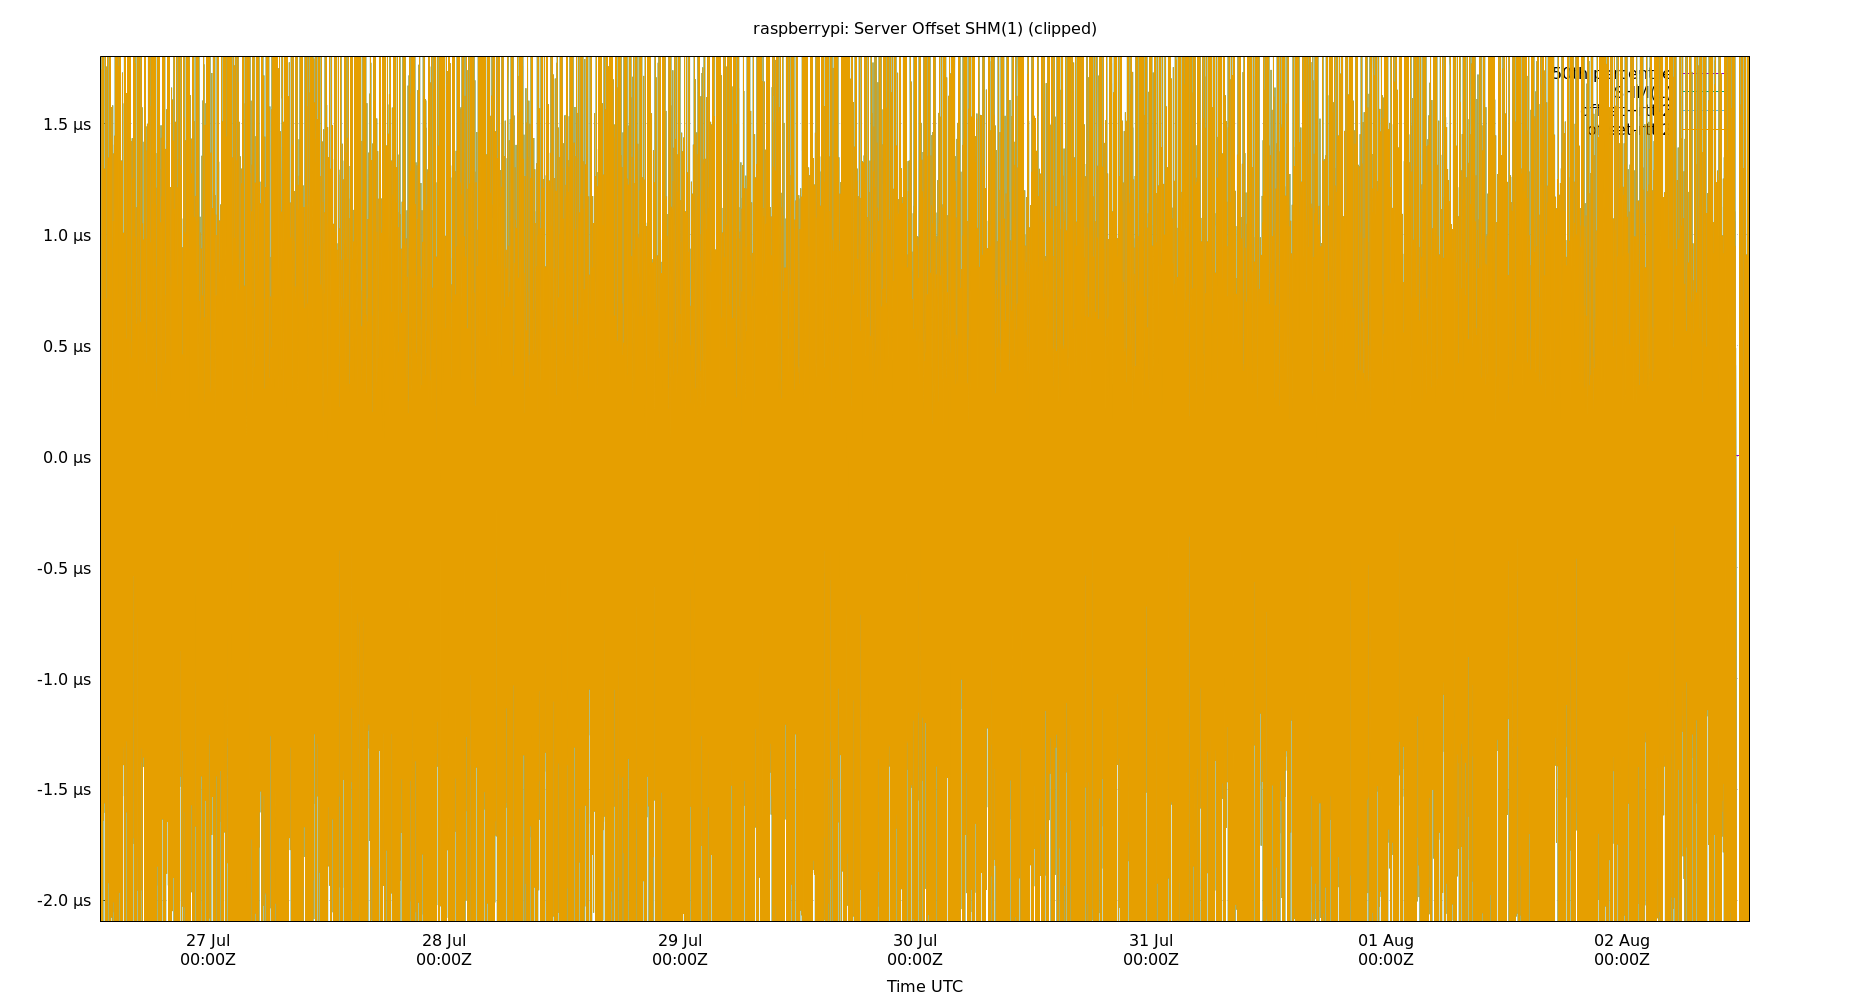 raspberrypi: Server Offset SHM(1) (clipped)
1.5 µs
1.0 µs
0.5 µs
0.0 µs
-0.5 µs
-1.0 µs
-1.5 µs
-2.0 µs
27 Jul 28 Jul 29 Jul 30 Jul 31 Jul 01 Aug 02 Aug
00:00Z 00:00Z 00:00Z 00:00Z 00:00Z 00:00Z 00:00Z
Time UTC